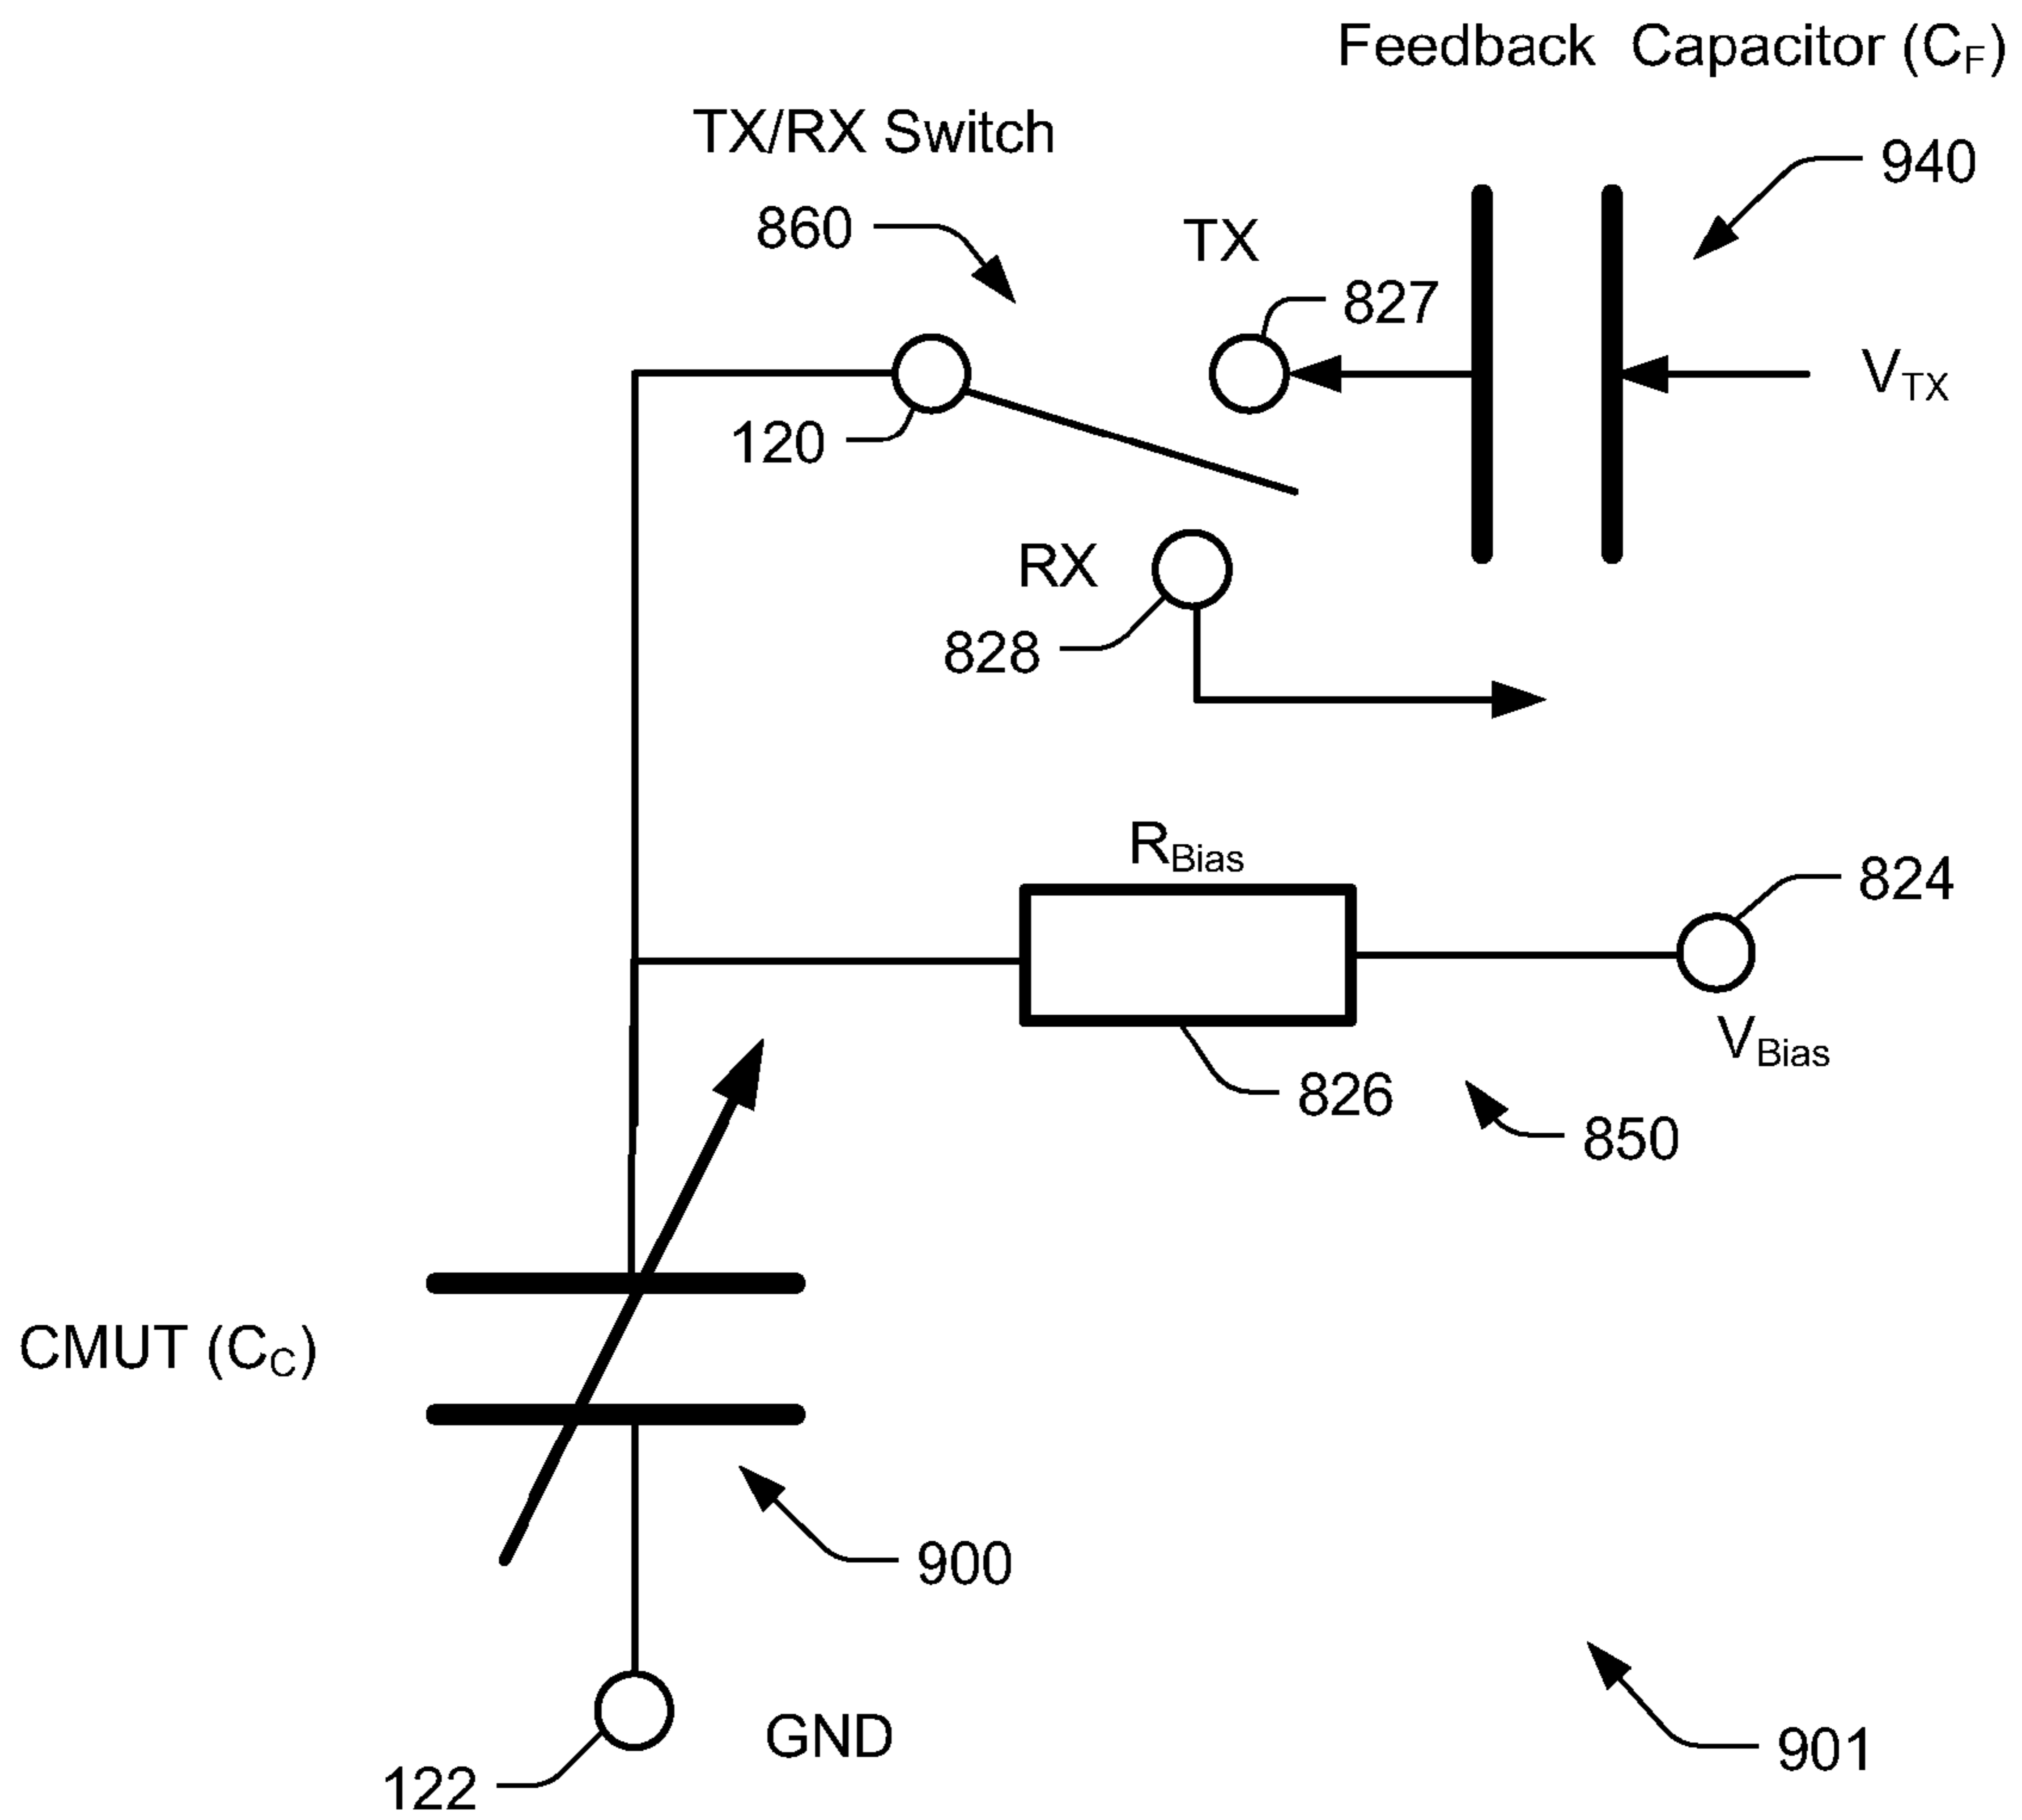 Feedback Capacitor (CF)
TX/RX Switch
940
860
TX
827
VTX
120
RX
828
RBias
824
VBias
826
850
CMUT (CC)
900
GND
901
122